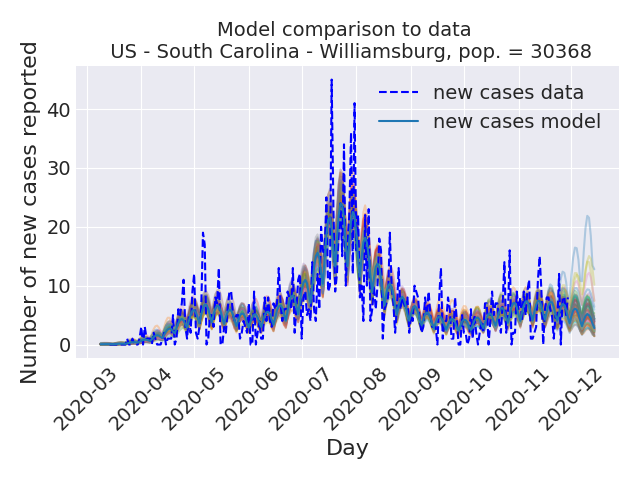 Model comparison to data
US - South Carolina - Williamsburg, pop. = 30368
Number of new cases reported
40
30
20
10
0
new cases data
new cases model
2020-03
2020-04
2020-05
2020-06
2020-07
2020-08
2020-09
2020-10
2020-11
2020-12
Day